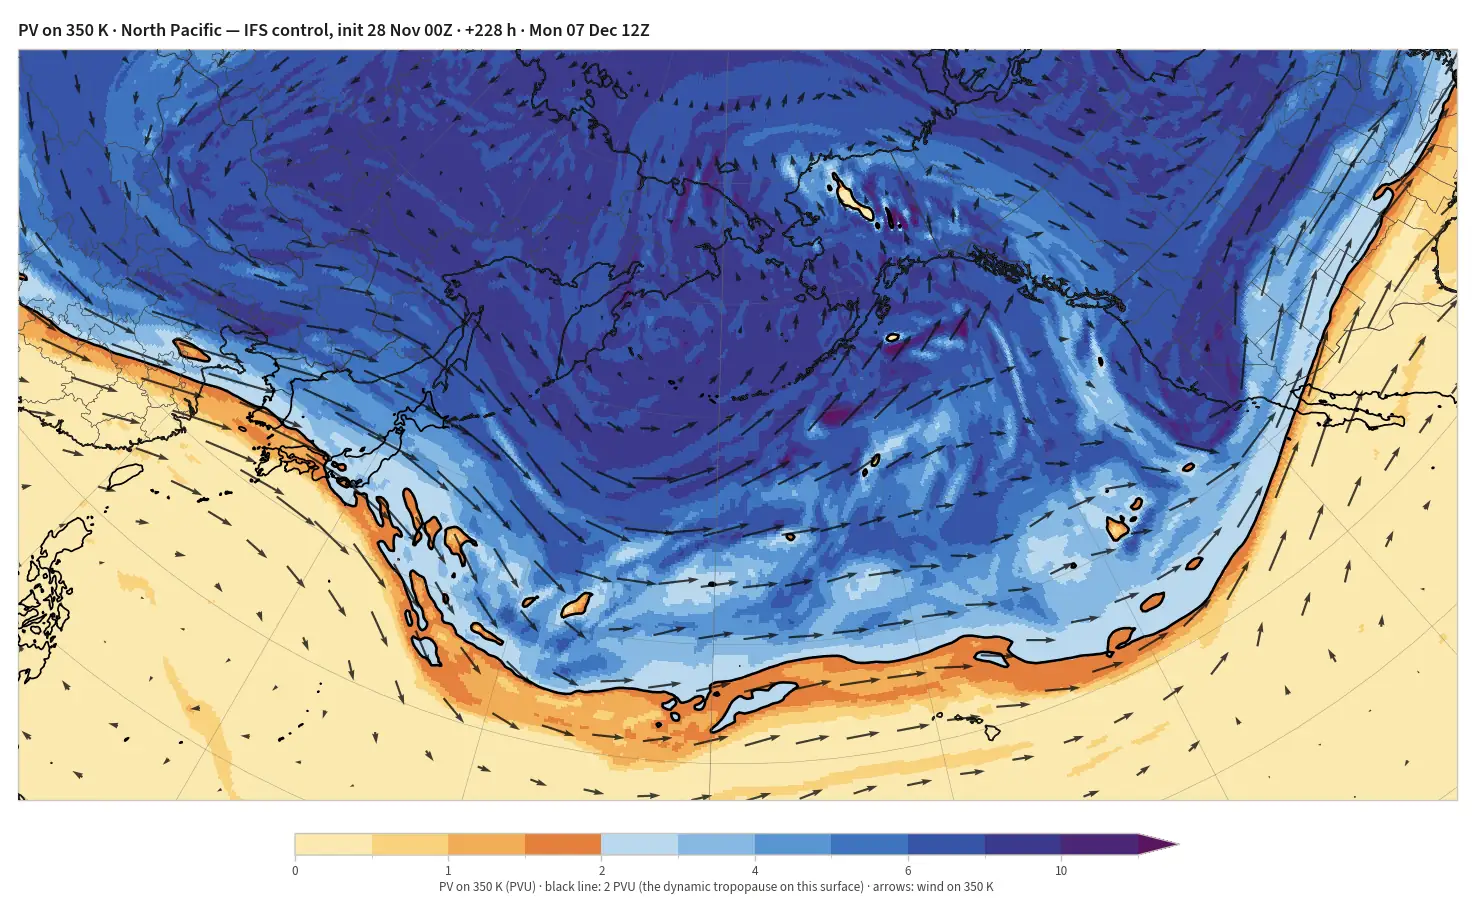 PV on 350 K · North Pacific — IFS control, init 28 Nov 00Z · +228 h · Mon 07 Dec 12Z
0 1 2 4 6 10
PV on 350 K (PVU) · black line: 2 PVU (the dynamic tropopause on this surface) · arrows: wind on 350 K